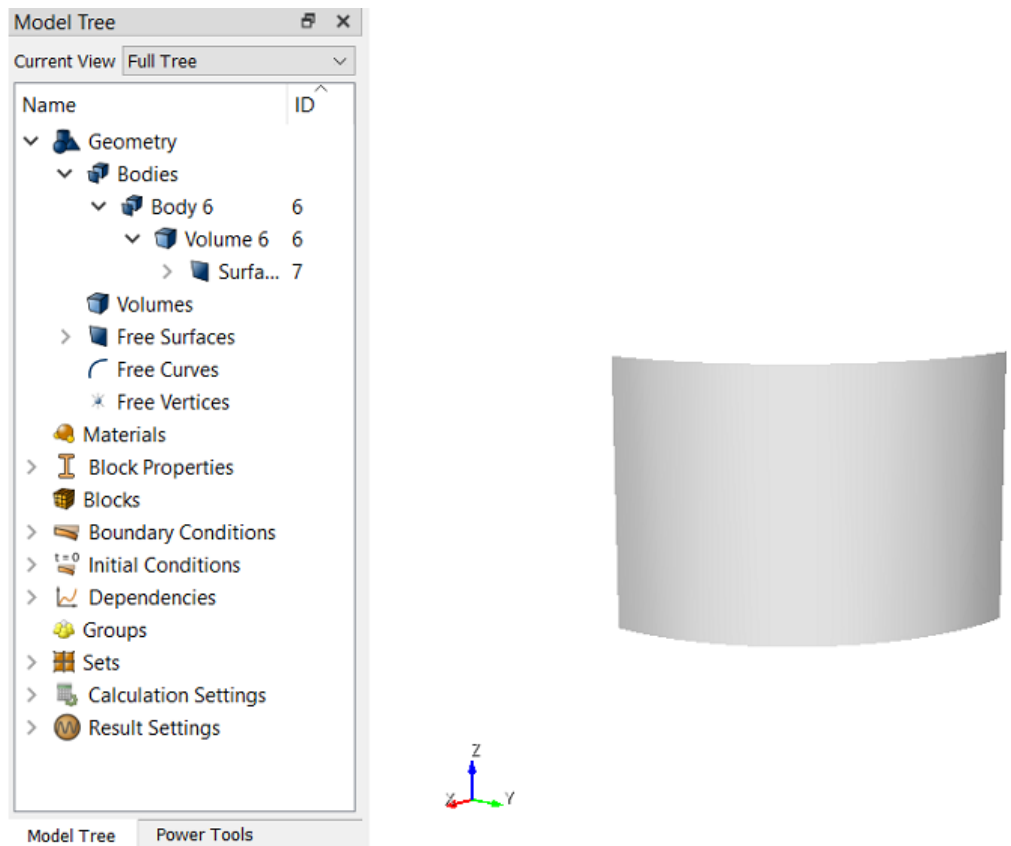 Model Tree
Current View Full Tree
Name ID
Geometry
Bodies
Body 6 6
Volume 6 6
Surfa... 7
Volumes
Free Surfaces
Free Curves
Free Vertices
Materials
Block Properties
Blocks
Boundary Conditions
t=0 Initial Conditions
Dependencies
Groups
Sets
Calculation Settings
Result Settings
Z
X Y
Model Tree Power Tools